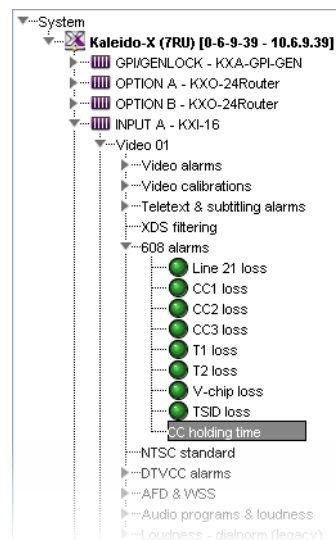 System
Kaleido-X (7RU) [0-6-9-39 - 10.6.9.39]
GPI/GENLOCK - KXA-GPI-GEN
OPTION A - KXO-24Router
OPTION B - KXO-24Router
INPUT A - KXI-16
Video 01
Video alarms
Video calibrations
Teletext & subtitling alarms
XDS filtering
608 alarms
Line 21 loss
CC1 loss
CC2 loss
CC3 loss
T1 loss
T2 loss
V-chip loss
TSID loss
CC holding time
NTSC standard
DTVCC alarms
AFD & WSS
Audio programs & loudness
Loudness - dialnorm (legacy)